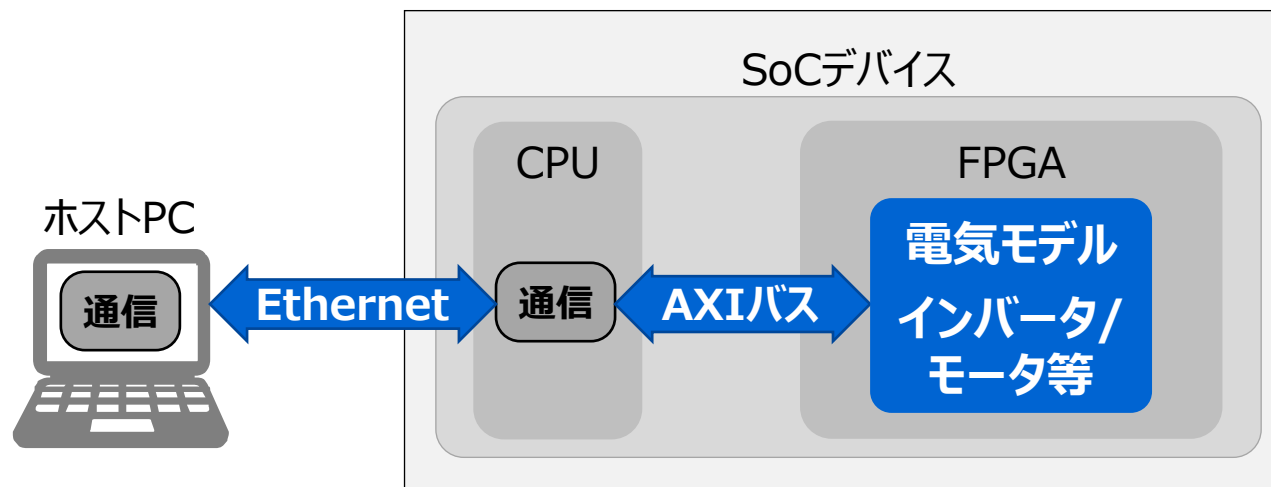 SoCデバイス
CPU
FPGA
ホストPC
通信
Ethernet
通信
AXIバス
電気モデル
インバータ/
モータ等